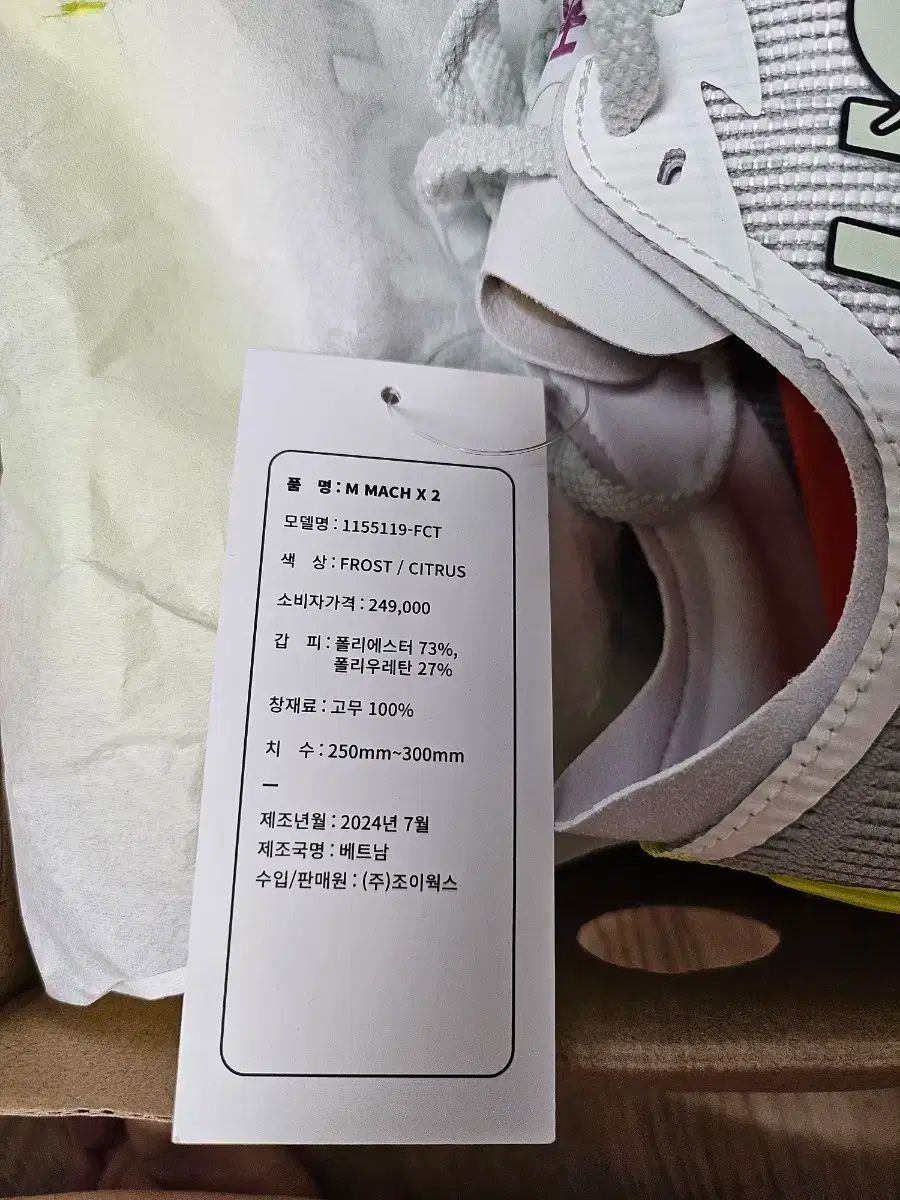 품 명 : M MACH X 2
모델명 : 1155119-FCT
색 상 : FROST / CITRUS
소비자가격 : 249,000
갑 피 : 폴리에스터 73%,
폴리우레탄 27%
창재료 : 고무 100%
치 수 : 250mm~300mm
제조년월 : 2024년 7월
제조국명 : 베트남
수입/판매원 : (주)조이웍스